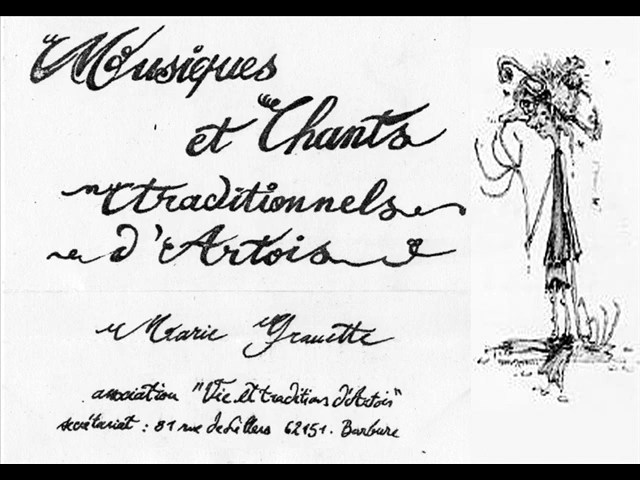 Musiques
et Chants
traditionnels
d'Artois
Marie Grauette
association "Vie et traditions d'Artois"
secrétariat : 81 rue de Lillers 62151. Burbure